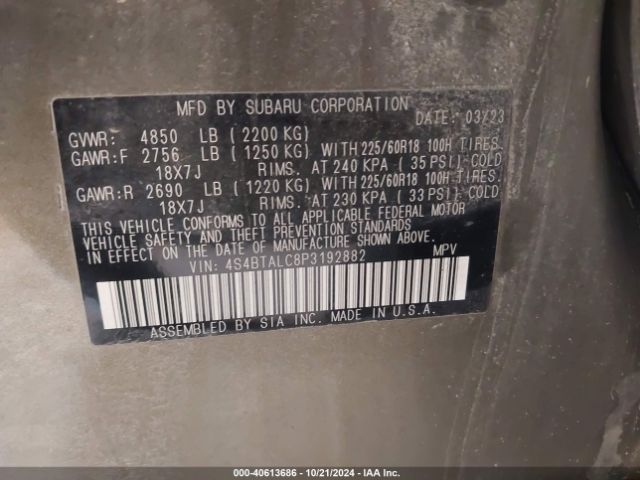 MFD BY SUBARU CORPORATION
DATE: 03/23
GVWR: 4850 LB (2200 KG)
GAWR:F 2756 LB (1250 KG) WITH 225/60R18 100H TIRES.
18X7J RIMS. AT 240 KPA (35 PSI) COLD
GAWR:R 2690 LB (1220 KG) WITH 225/60R18 100H TIRES.
18X7J RIMS. AT 230 KPA (33 PSI) COLD
THIS VEHICLE CONFORMS TO ALL APPLICABLE FEDERAL MOTOR
VEHICLE SAFETY AND THEFT PREVENTION STANDARDS
IN EFFECT ON THE DATE OF MANUFACTURE SHOWN ABOVE.
VIN: 4S4BTALC8P3192882 MPV
ASSEMBLED BY SIA INC. MADE IN U.S.A.
000-40613686 - 10/21/2024 - IAA Inc.